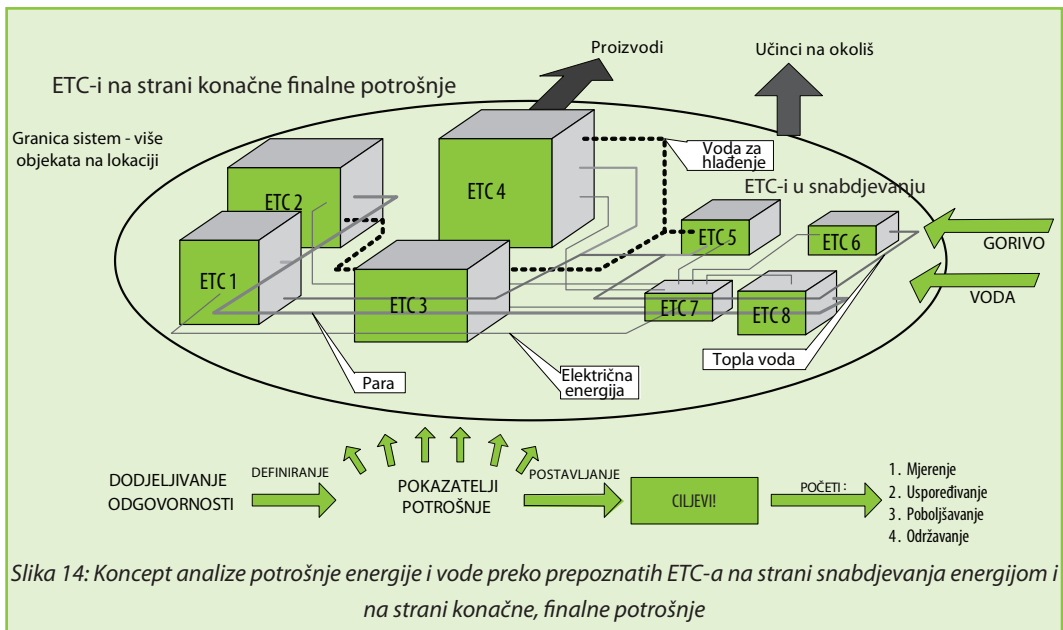 Proizvodi
Učinci na okoliš
ETC-i na strani konačne finalne potrošnje
Granica sistem - više
objekata na lokaciji
Voda za
hlađenje
ETC-i u snabdjevanju
ETC 2
ETC 4
ETC 1
ETC 3
ETC 5
ETC 6
ETC 7
ETC 8
GORIVO
VODA
Topla voda
Para
Električna
energija
DODJELJIVANJE
ODGOVORNOSTI
DEFINIRANJE
POKAZATELJI
POTROŠNJE
POSTAVLJANJE
CILJEVI!
POČETI :
1. Mjerenje
2. Uspoređivanje
3. Poboljšavanje
4. Održavanje
Slika 14: Koncept analize potrošnje energije i vode preko prepoznatih ETC-a na strani snabdjevanja energijom i
na strani konačne, finalne potrošnje